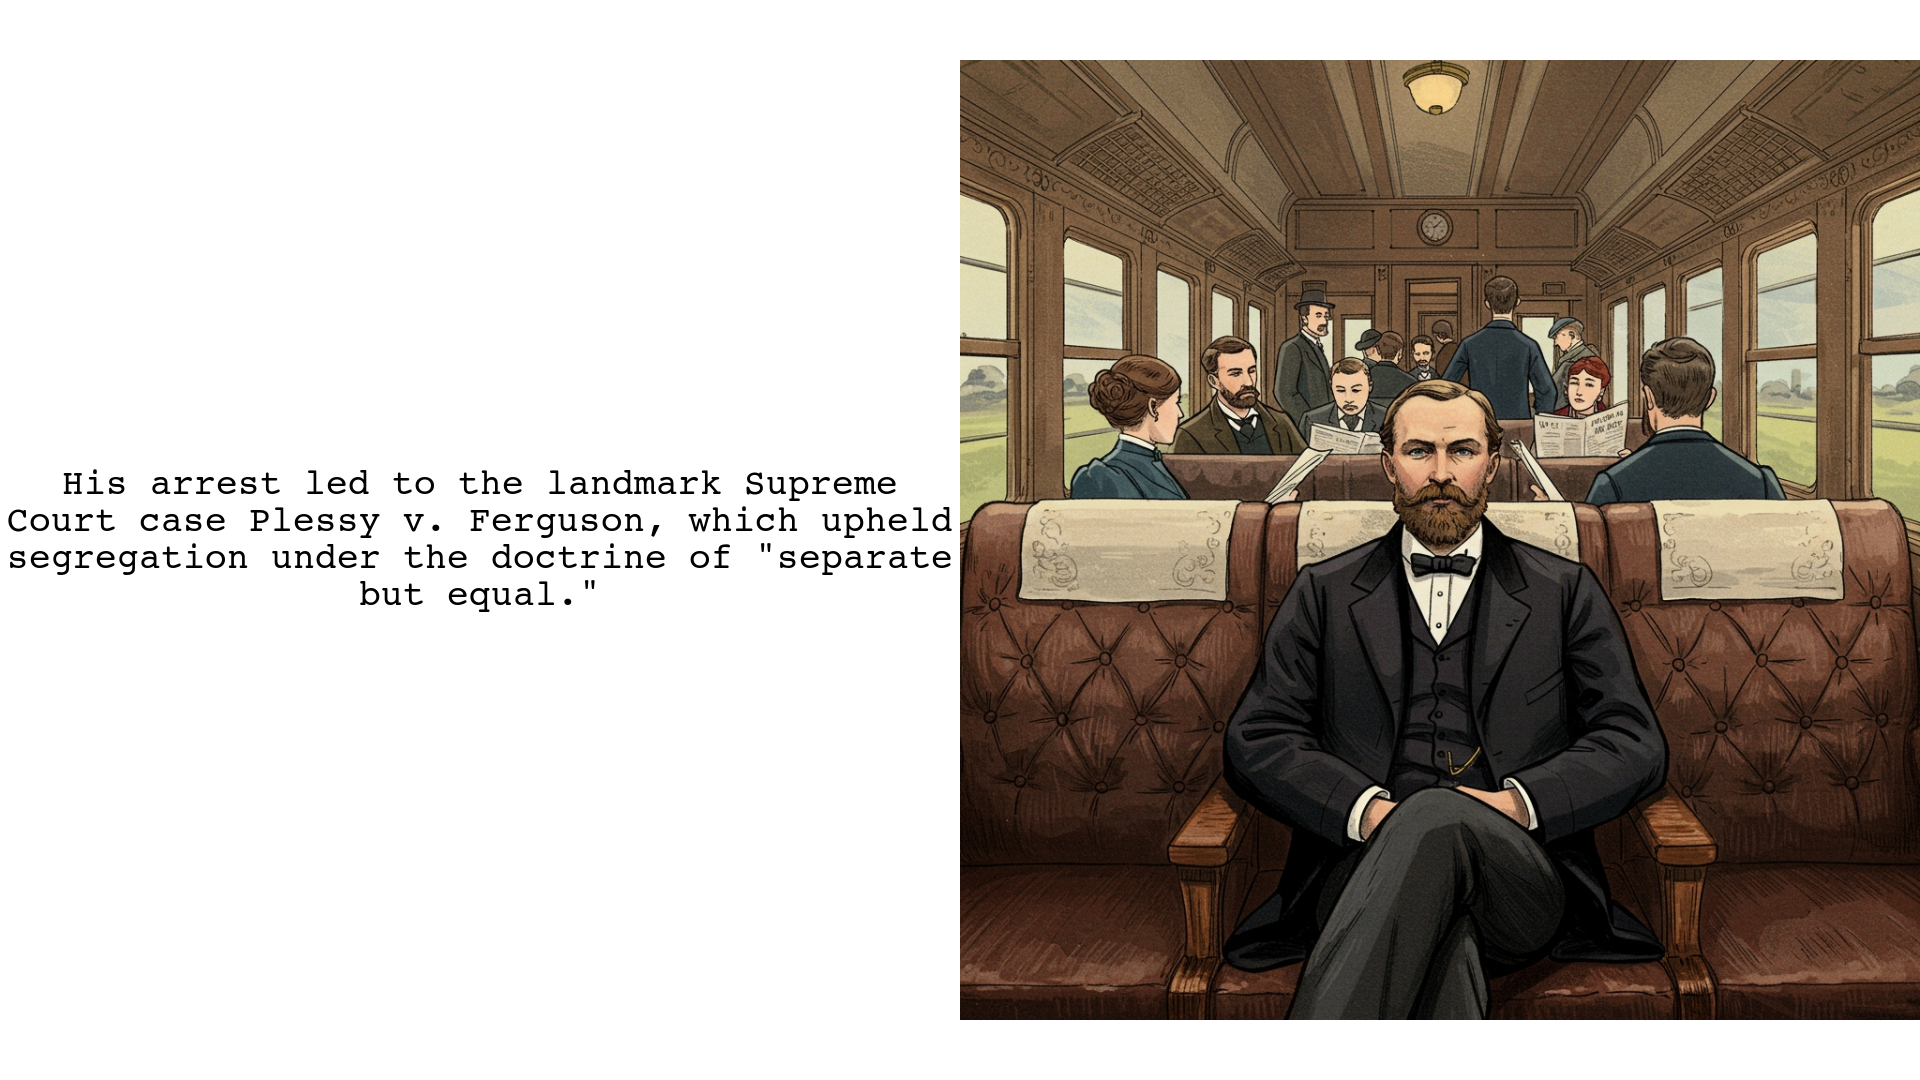 His arrest led to the landmark Supreme
Court case Plessy v. Ferguson, which upheld
segregation under the doctrine of "separate
but equal."